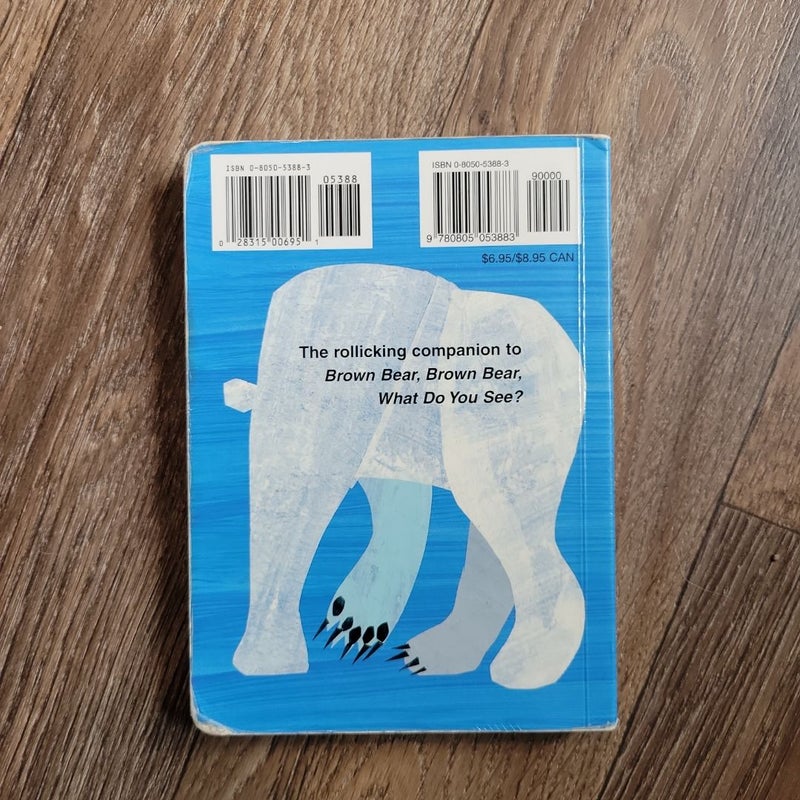 ISBN 0-8050-5388-3
05388
0 28315 00695 1
ISBN 0-8050-5388-3
90000
9 780805 053883
$6.95/$8.95 CAN
The rollicking companion to
Brown Bear, Brown Bear,
What Do You See?